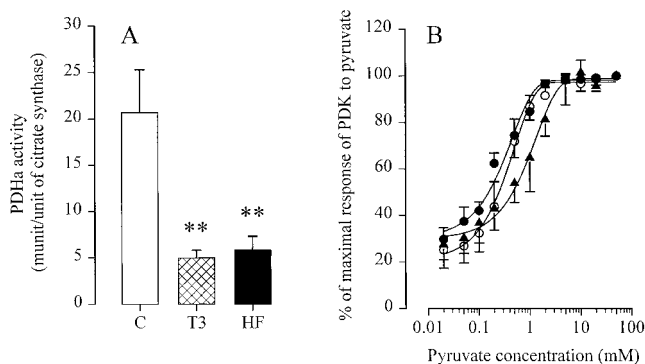 A
PDHa activity
(munit/unit of citrate synthase)
30
25
20
15
10
5
0
**
**
C T3 HF
B
% of maximal response of PDK to pyruvate
120
100
80
60
40
20
0
0.01 0.1 1 10 100
Pyruvate concentration (mM)